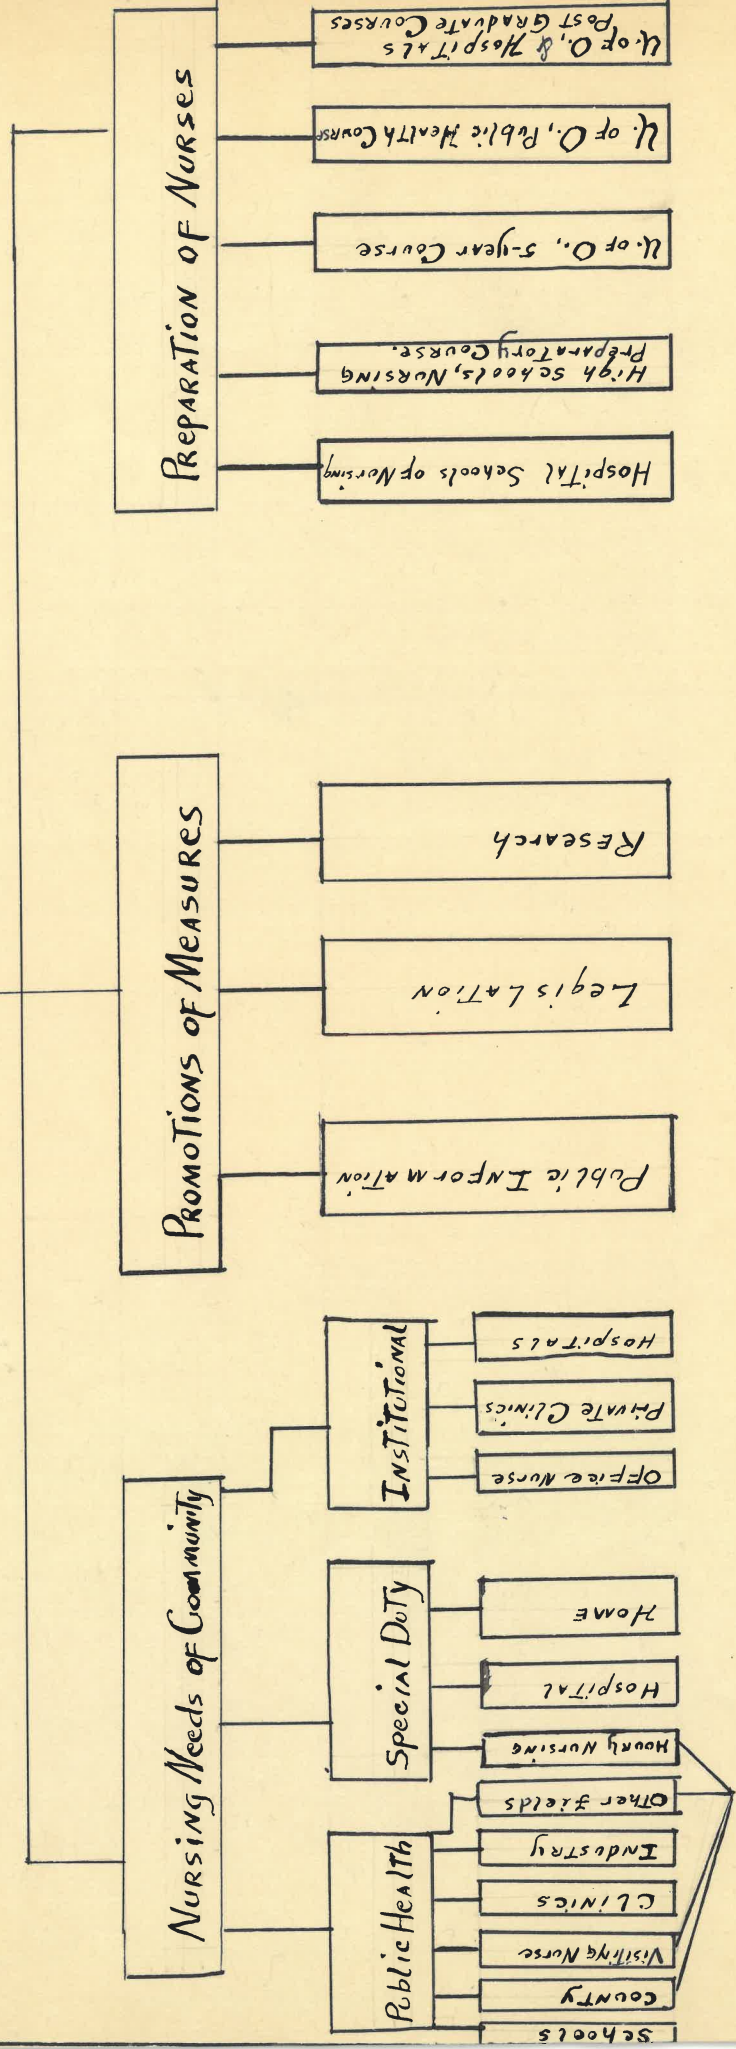 Nursing Needs of Community
Public Health
Schools
County
Visiting Nurse
Clinics
Industry
Other Fields
Special Duty
Hourly Nursing
Hospital
Home
Institutional
Office Nurse
Private Clinics
Hospitals
Promotions of Measures
Public Information
Legislation
Research
Preparation of Nurses
Hospital Schools of Nursing
High Schools, Nursing
Preparatory Course.
U. of O., 5-year Course
U. of O., Public Health Course
U. of O., & Hospitals
Post Graduate Courses